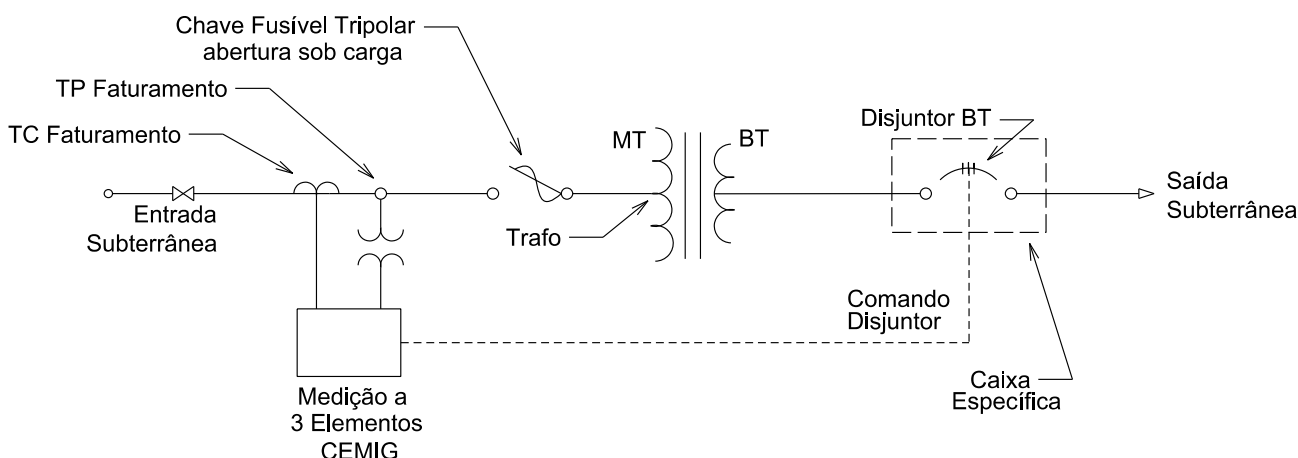 Chave Fusível Tripolar
abertura sob carga
TP Faturamento
TC Faturamento
MT
BT
Disjuntor BT
Entrada
Subterrânea
Trafo
Saída
Subterrânea
Comando
Disjuntor
Caixa
Específica
Medição a
3 Elementos
CEMIG